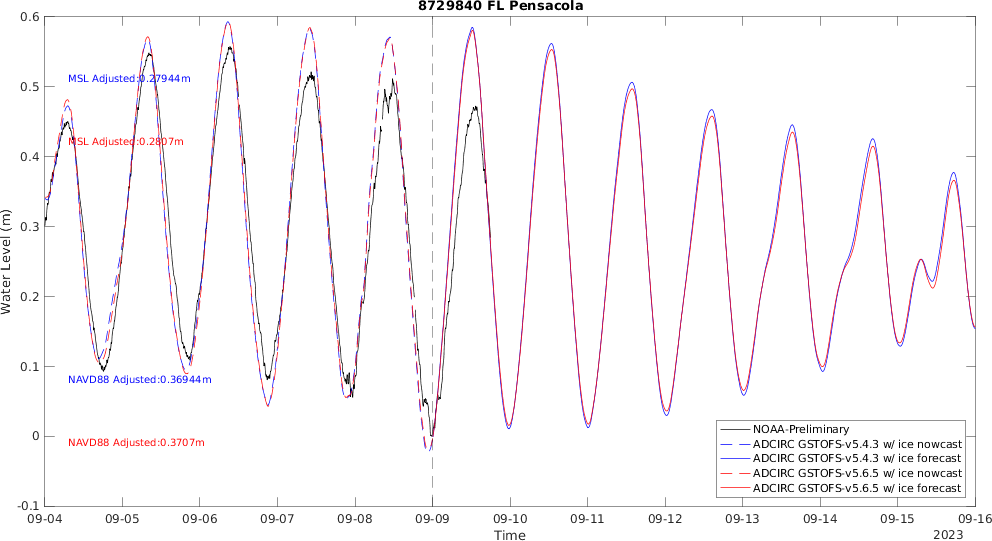 8729840 FL Pensacola
0.6
0.5
0.4
0.3
0.2
0.1
0
-0.1
Water Level (m)
MSL Adjusted:0.27944m
MSL Adjusted:0.2807m
NAVD88 Adjusted:0.36944m
NAVD88 Adjusted:0.3707m
NOAA-Preliminary
ADCIRC GSTOFS-v5.4.3 w/ ice nowcast
ADCIRC GSTOFS-v5.4.3 w/ ice forecast
ADCIRC GSTOFS-v5.6.5 w/ ice nowcast
ADCIRC GSTOFS-v5.6.5 w/ ice forecast
09-04 09-05 09-06 09-07 09-08 09-09 09-10 09-11 09-12 09-13 09-14 09-15 09-16
Time
2023